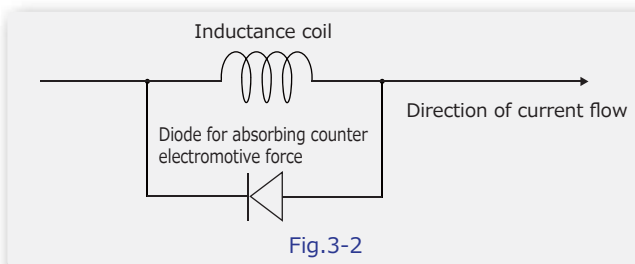 Inductance coil
Direction of current flow
Diode for absorbing counter
electromotive force
Fig.3-2